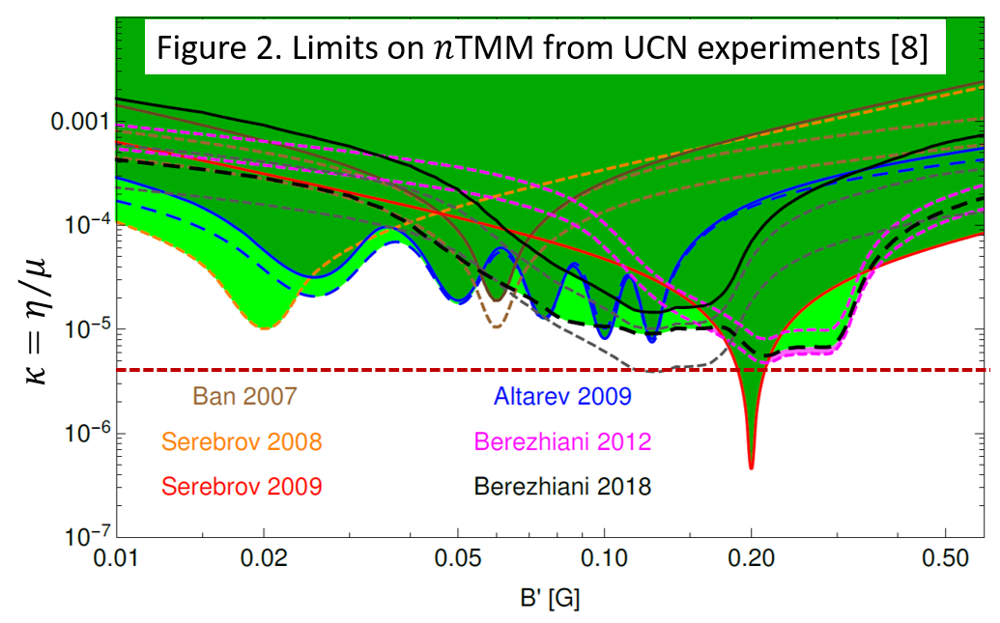 Figure 2. Limits on nTMM from UCN experiments [8]
κ = η/μ
0.001
10⁻⁴
10⁻⁵
10⁻⁶
10⁻⁷
Ban 2007
Altarev 2009
Serebrov 2008
Berezhiani 2012
Serebrov 2009
Berezhiani 2018
0.01 0.02 0.05 0.10 0.20 0.50
B' [G]